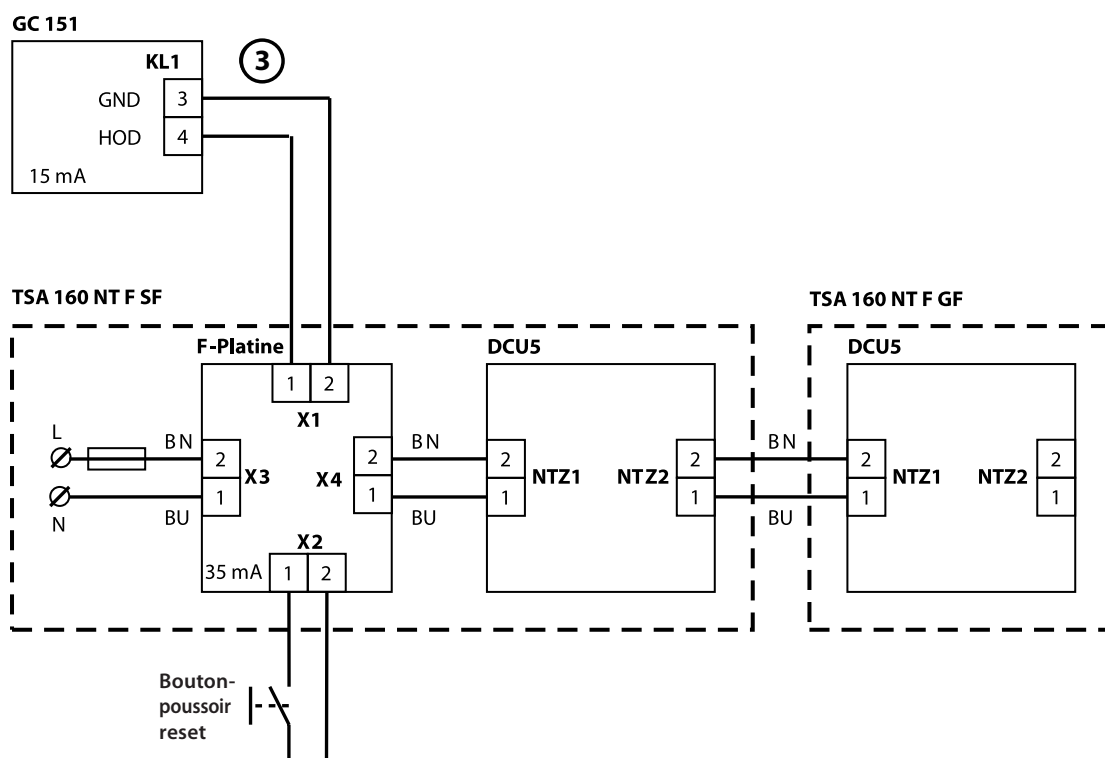 GC 151
KL1
3
GND 3
HOD 4
15 mA
TSA 160 NT F SF
TSA 160 NT F GF
F-Platine
DCU5
DCU5
1 2
X1
L
BN
2
X3
X4
2
BN
2
NTZ1
NTZ2
2
BN
2
NTZ1
NTZ2
2
N
BU
1
1
BU
1
1
BU
1
1
X2
35 mA 1 2
Bouton-
poussoir
reset